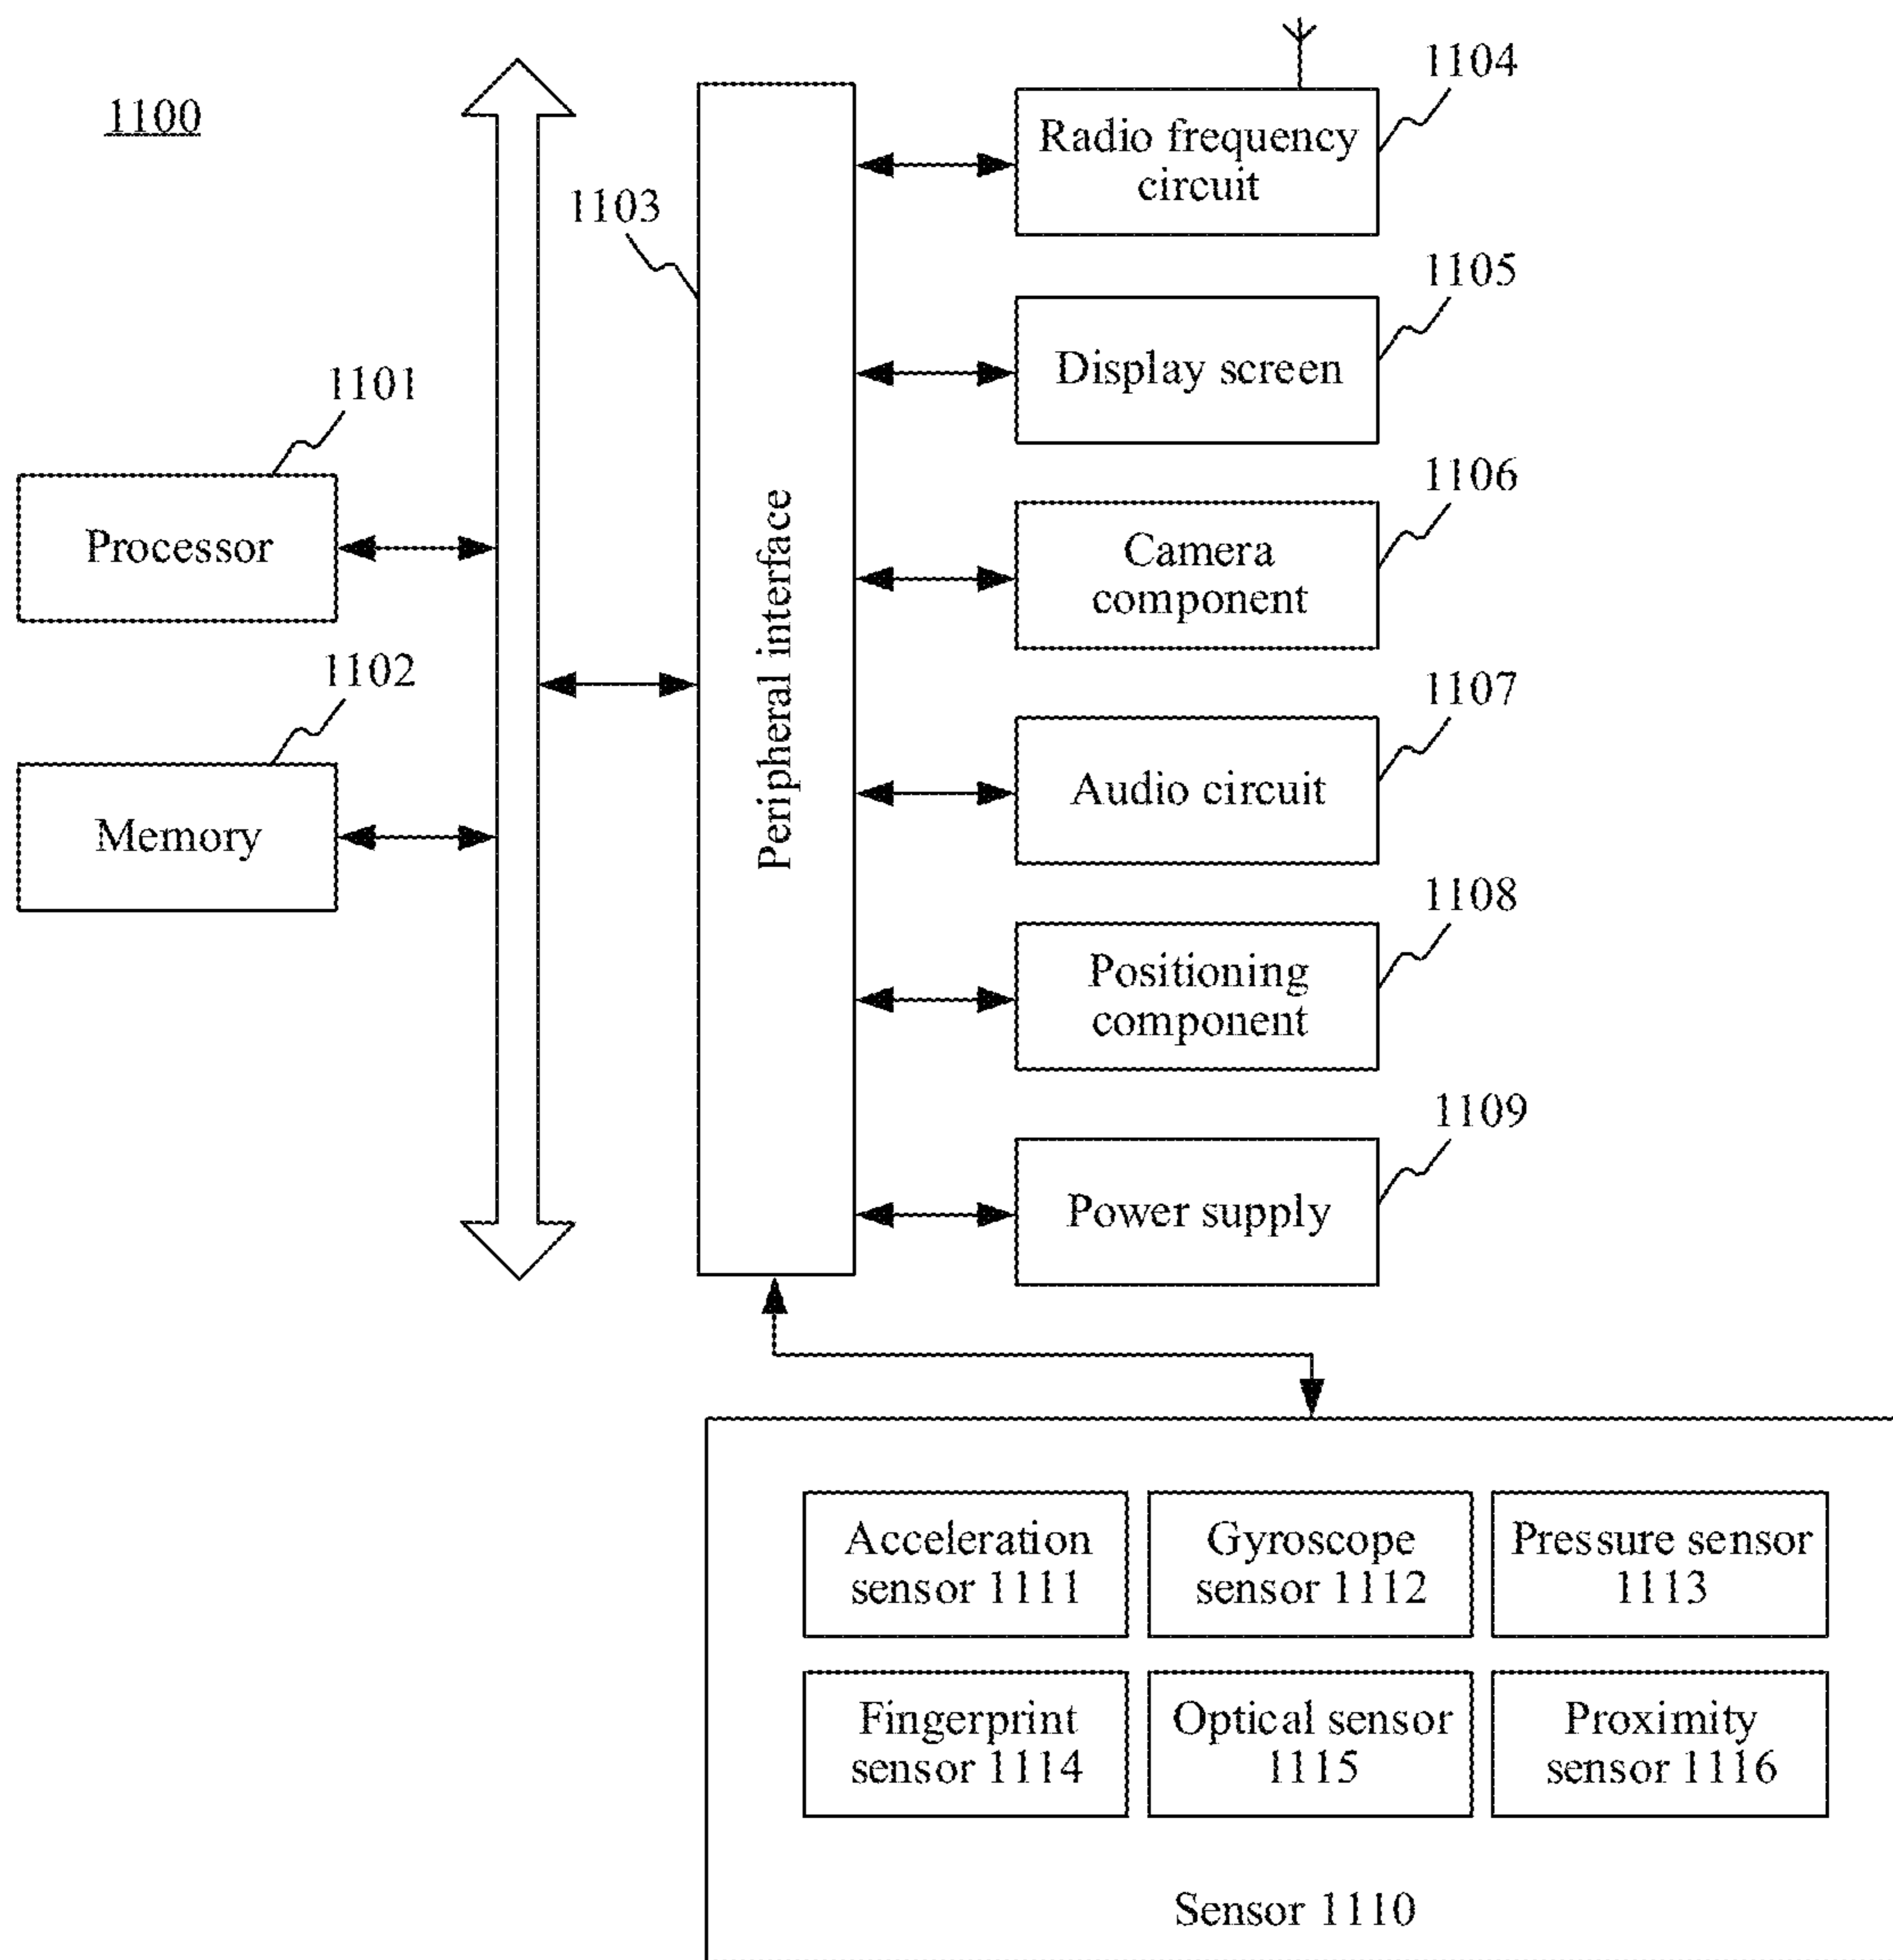 1100
1104
Radio frequency
circuit
1103
1105
Display screen
1101
Processor
1106
Camera
component
1102
Memory
Peripheral interface
1107
Audio circuit
1108
Positioning
component
1109
Power supply
Acceleration
sensor 1111
Gyroscope
sensor 1112
Pressure sensor
1113
Fingerprint
sensor 1114
Optical sensor
1115
Proximity
sensor 1116
Sensor 1110